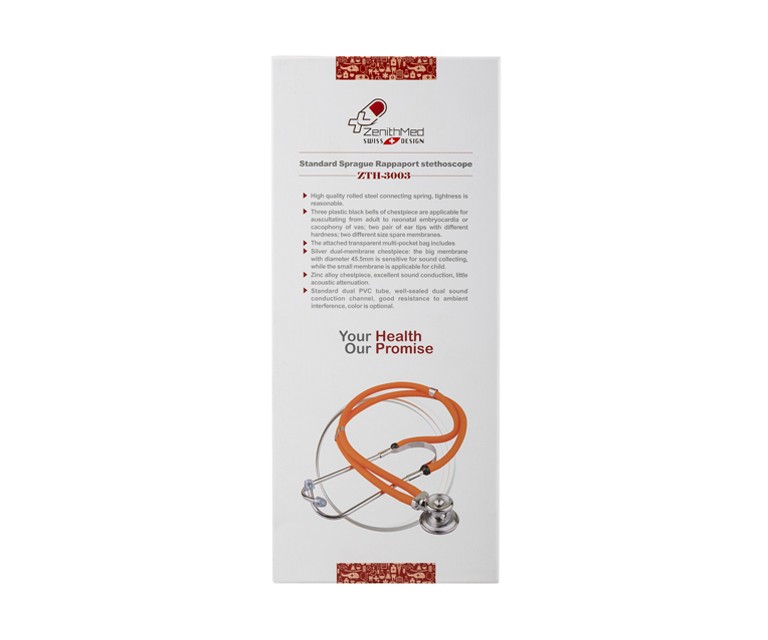 ZenithMed
SWISS DESIGN
Standard Sprague Rappaport stethoscope
ZTH-3003
High quality rolled steel connecting spring, tightness is
reasonable.
Three plastic black bells of chestpiece are applicable for
auscultating from adult to neonatal embryocardia or
cacophony of vas; two pair of ear tips with different
hardness; two different size spare membranes.
The attached transparent multi-pocket bag includes
Silver dual-membrane chestpiece: the big membrane
with diameter 45.5mm is sensitive for sound collecting,
while the small membrane is applicable for child.
Zinc alloy chestpiece, excellent sound conduction, little
acoustic attenuation.
Standard dual PVC tube, well-sealed dual sound
conduction channel, good resistance to ambient
interference, color is optional.
Your Health
Our Promise